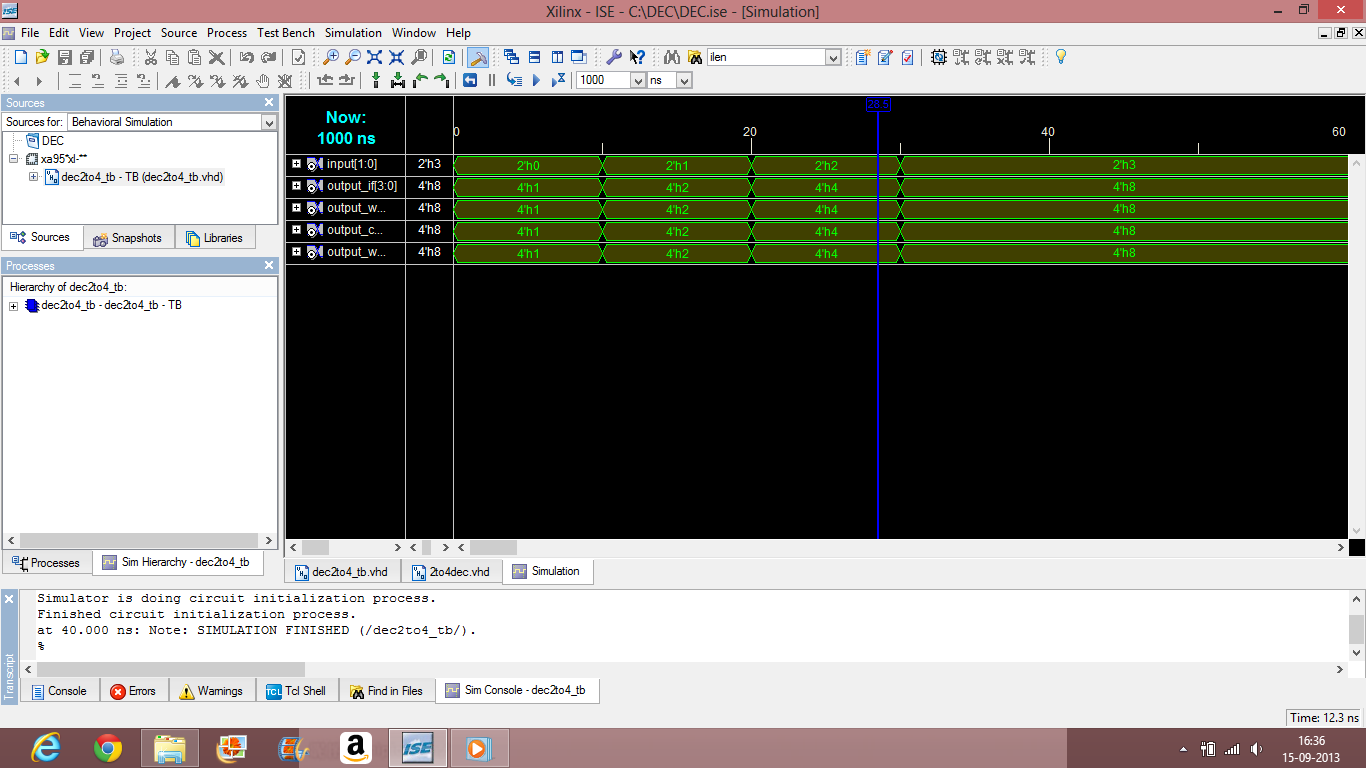 Xilinx - ISE - C:\DEC\DEC.ise - [Simulation]
File Edit View Project Source Process Test Bench Simulation Window Help
ilen
1000 ns
Sources
Sources for: Behavioral Simulation
DEC
xa95*xl-**
dec2to4_tb - TB (dec2to4_tb.vhd)
Sources Snapshots Libraries
Processes
Hierarchy of dec2to4_tb:
dec2to4_tb - dec2to4_tb - TB
Processes Sim Hierarchy - dec2to4_tb
Now:
1000 ns
0 20 40 60
input[1:0] 2'h3 2'h0 2'h1 2'h2 2'h3
output_if[3:0] 4'h8 4'h1 4'h2 4'h4 4'h8
output_w... 4'h8 4'h1 4'h2 4'h4 4'h8
output_c... 4'h8 4'h1 4'h2 4'h4 4'h8
output_w... 4'h8 4'h1 4'h2 4'h4 4'h8
dec2to4_tb.vhd 2to4dec.vhd Simulation
Simulator is doing circuit initialization process.
Finished circuit initialization process.
at 40.000 ns: Note: SIMULATION FINISHED (/dec2to4_tb/).
%
Transcript
Console Errors Warnings Tcl Shell Find in Files Sim Console - dec2to4_tb
Time: 12.3 ns
ISE
16:36
15-09-2013